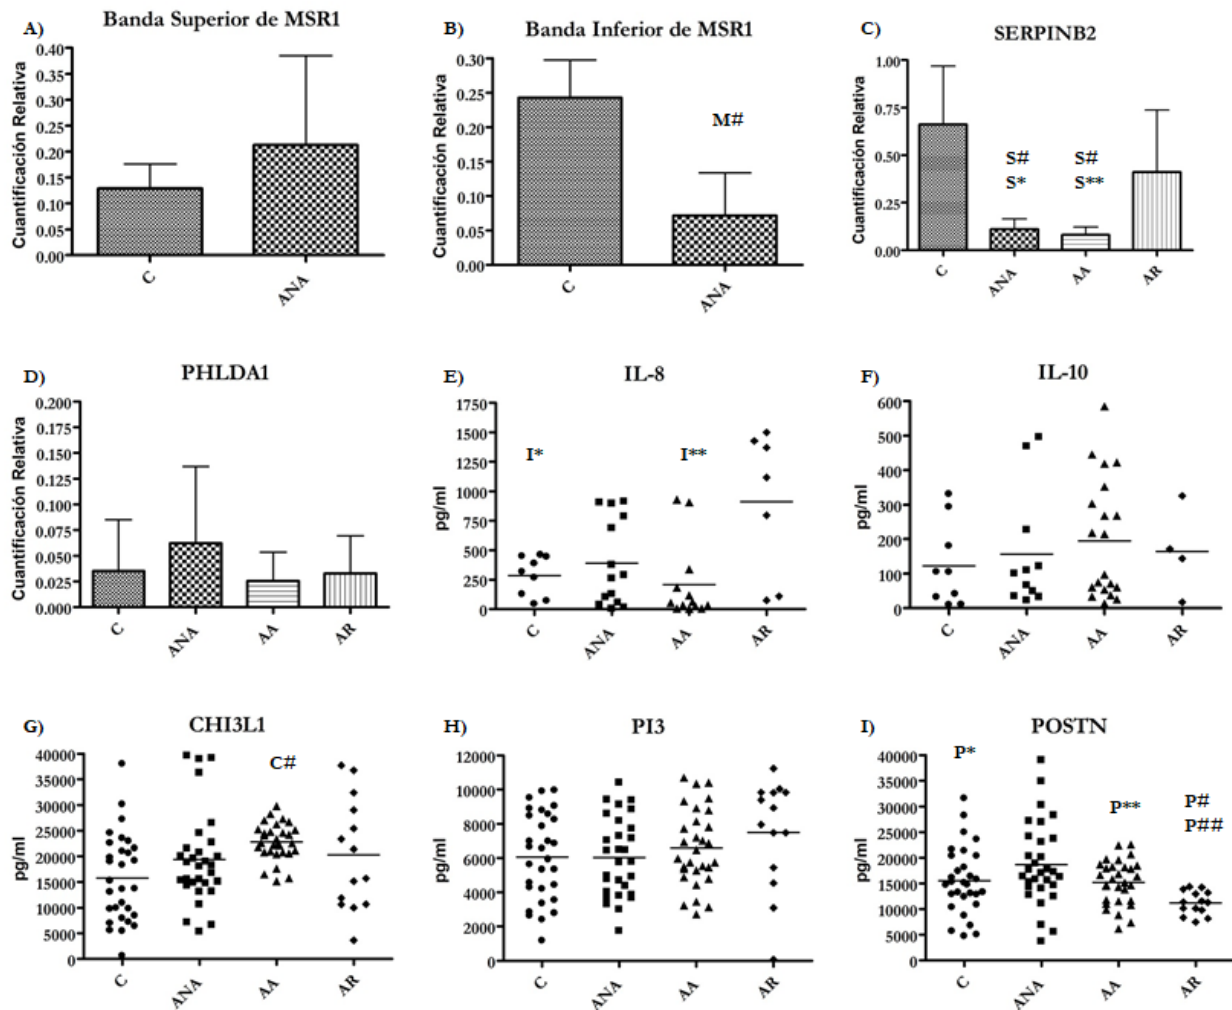 A)
Banda Superior de MSR1
Cuantificación Relativa
0.40
0.35
0.30
0.25
0.20
0.15
0.10
0.05
0.00
C
ANA
B)
Banda Inferior de MSR1
Cuantificación Relativa
0.30
0.25
0.20
0.15
0.10
0.05
0.00
M#
C
ANA
C)
SERPINB2
Cuantificación Relativa
1.00
0.75
0.50
0.25
0.00
S# S#
S* S**
C
ANA
AA
AR
D)
PHLDA1
Cuantificación Relativa
0.200
0.175
0.150
0.125
0.100
0.075
0.050
0.025
0.000
C
ANA
AA
AR
E)
IL-8
pg/ml
1750
1500
1250
1000
750
500
250
0
I* I**
C
ANA
AA
AR
F)
IL-10
pg/ml
600
500
400
300
200
100
0
C
ANA
AA
AR
G)
CHI3L1
pg/ml
40000
35000
30000
25000
20000
15000
10000
5000
0
C#
C
ANA
AA
AR
H)
PI3
pg/ml
12000
10000
8000
6000
4000
2000
0
C
ANA
AA
AR
I)
POSTN
pg/ml
40000
35000
30000
25000
20000
15000
10000
5000
0
P*
P** P#
P##
C
ANA
AA
AR